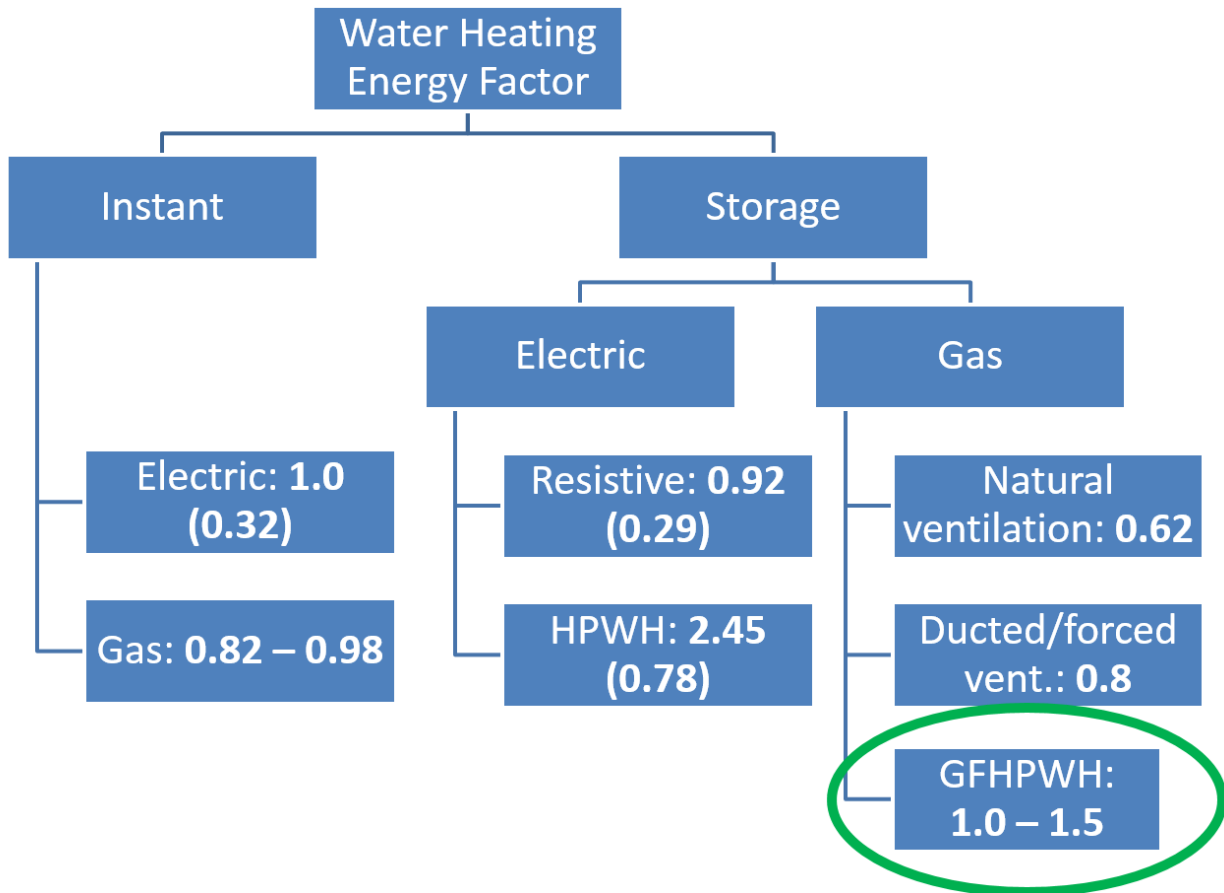 Water Heating
Energy Factor
Instant
Storage
Electric
Gas
Electric: 1.0
(0.32)
Gas: 0.82 – 0.98
Resistive: 0.92
(0.29)
HPWH: 2.45
(0.78)
Natural
ventilation: 0.62
Ducted/forced
vent.: 0.8
GFHPWH:
1.0 – 1.5